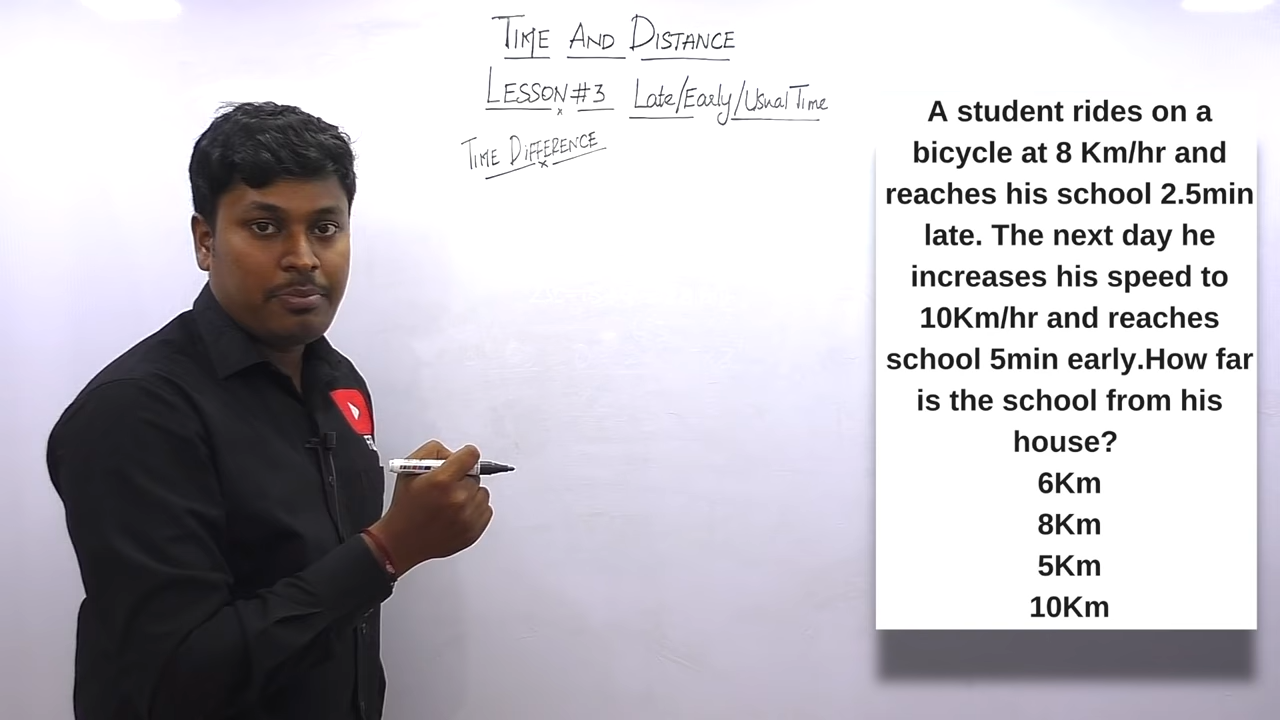 TIME AND DISTANCE
LESSON #3 Late/Early/Usual Time
TIME DIFFERENCE
A student rides on a
bicycle at 8 Km/hr and
reaches his school 2.5min
late. The next day he
increases his speed to
10Km/hr and reaches
school 5min early.How far
is the school from his
house?
6Km
8Km
5Km
10Km